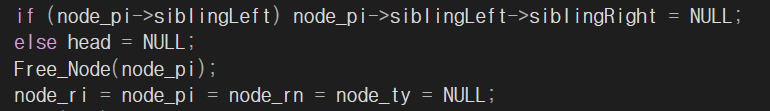 if (node_pi->siblingLeft) node_pi->siblingLeft->siblingRight = NULL;
else head = NULL;
Free_Node(node_pi);
node_ri = node_pi = node_rn = node_ty = NULL;